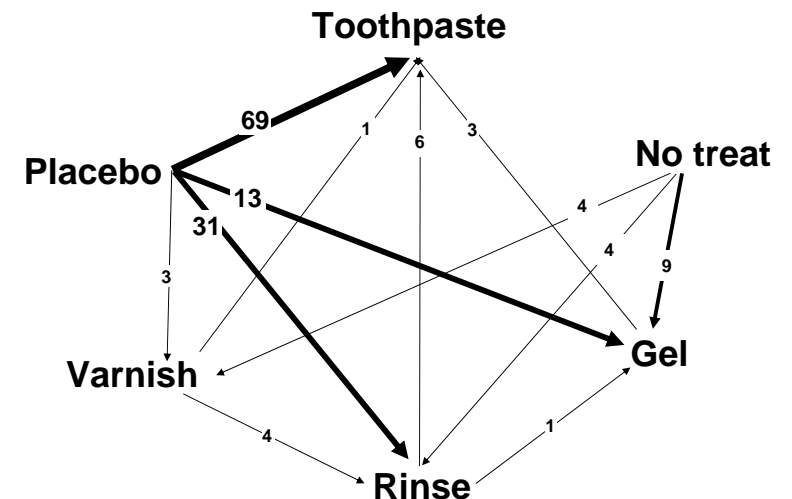 Toothpaste
69
1
6
3
No treat
Placebo
13
4
31
4
9
3
Gel
Varnish
1
4
Rinse